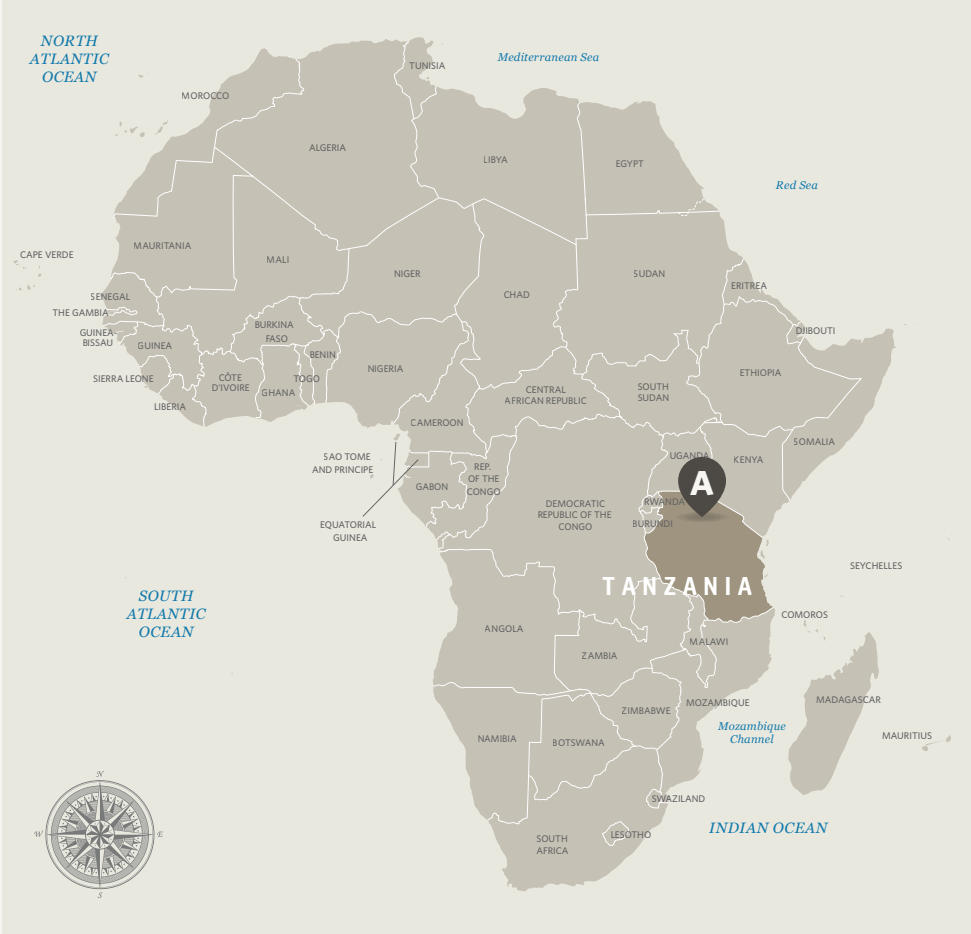 NORTH
ATLANTIC
OCEAN
Mediterranean Sea
TUNISIA
MOROCCO
ALGERIA
LIBYA
EGYPT
Red Sea
CAPE VERDE
MAURITANIA
MALI
NIGER
CHAD
SUDAN
ERITREA
SENEGAL
THE GAMBIA
GUINEA-
BISSAU
GUINEA
BURKINA
FASO
BENIN
DJIBOUTI
SIERRA LEONE
CÔTE
D'IVOIRE
GHANA
TOGO
NIGERIA
ETHIOPIA
LIBERIA
CENTRAL
AFRICAN REPUBLIC
SOUTH
SUDAN
CAMEROON
SOMALIA
SAO TOME
AND PRINCIPE
REP.
OF THE
CONGO
UGANDA
KENYA
GABON
A
RWANDA
EQUATORIAL
GUINEA
DEMOCRATIC
REPUBLIC OF THE
CONGO
BURUNDI
SEYCHELLES
TANZANIA
SOUTH
ATLANTIC
OCEAN
COMOROS
ANGOLA
MALAWI
ZAMBIA
MOZAMBIQUE
MADAGASCAR
ZIMBABWE
Mozambique
Channel
NAMIBIA
BOTSWANA
MAURITIUS
N
W
E
S
SWAZILAND
LESOTHO
INDIAN OCEAN
SOUTH
AFRICA